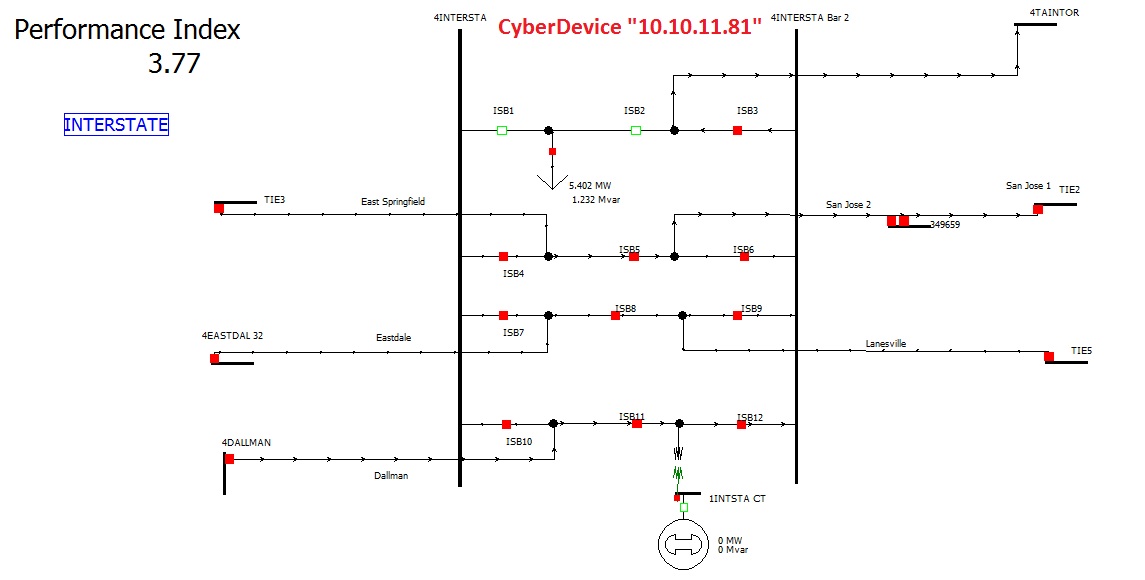 Performance Index
3.77
INTERSTATE
4INTERSTA
CyberDevice "10.10.11.81"
4INTERSTA Bar 2
4TAINTOR
ISB1
ISB2
ISB3
5.402 MW
1.232 Mvar
TIE3
East Springfield
San Jose 2
San Jose 1
TIE2
349659
ISB4
ISB5
ISB6
ISB7
ISB8
ISB9
4EASTDAL 32
Eastdale
Lanesville
TIE5
ISB10
ISB11
ISB12
4DALLMAN
Dallman
1INTSTA CT
0 MW
0 Mvar